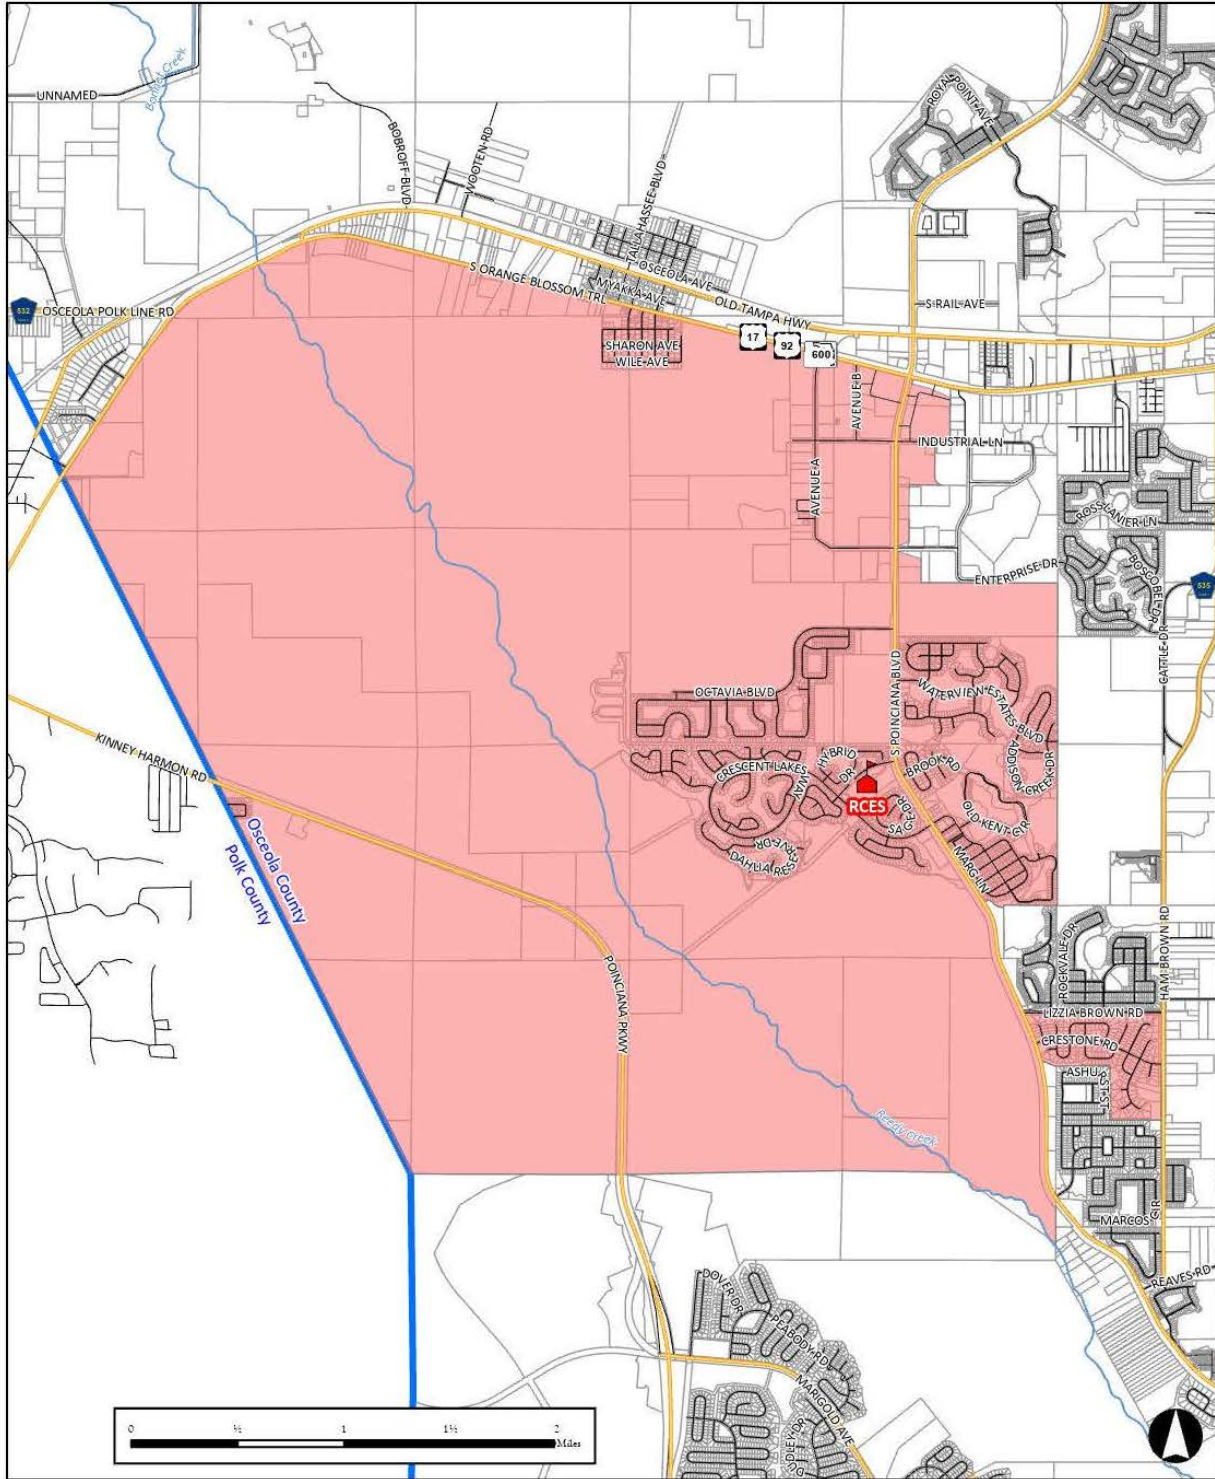 Bonnet Creek
UNNAMED
ROYAL POINT AVE
BOBROFF BLVD
WOOTEN RD
TALLAHASSEE BLVD
OSCEOLA AVE
MYAKKA AVE
S ORANGE BLOSSOM TRL
OLD TAMPA HWY
S RAIL AVE
532
OSCEOLA POLK LINE RD
17
92
600
SHARON AVE
WILE AVE
AVENUE B
AVENUE A
INDUSTRIAL LN
ROSS LANIER LN
ENTERPRISE DR
BOSCOBEL DR
535
CATTLE DR
S POINCIANA BLVD
OCTAVIA BLVD
WATERVIEW ESTATES BLVD
ADDISON CREEK DR
KINNEY HARMON RD
CRESCENT LAKES WAY
HYBRID DR
BROOK RD
RCES
SAGE DR
OLD KENT CIR
DAHLIA RESERVE DR
MARG LN
Osceola County
Polk County
HAM BROWN RD
ROCKVALE DR
POINCIANA PKWY
LIZZIA BROWN RD
CRESTONE RD
ASHURST ST
Reedy Creek
MARCOS CIR
REAVES RD
DOVER DR
PEABODY RD
MARIGOLD AVE
DUDLEY DR
0 ½ 1 1½ 2
Miles